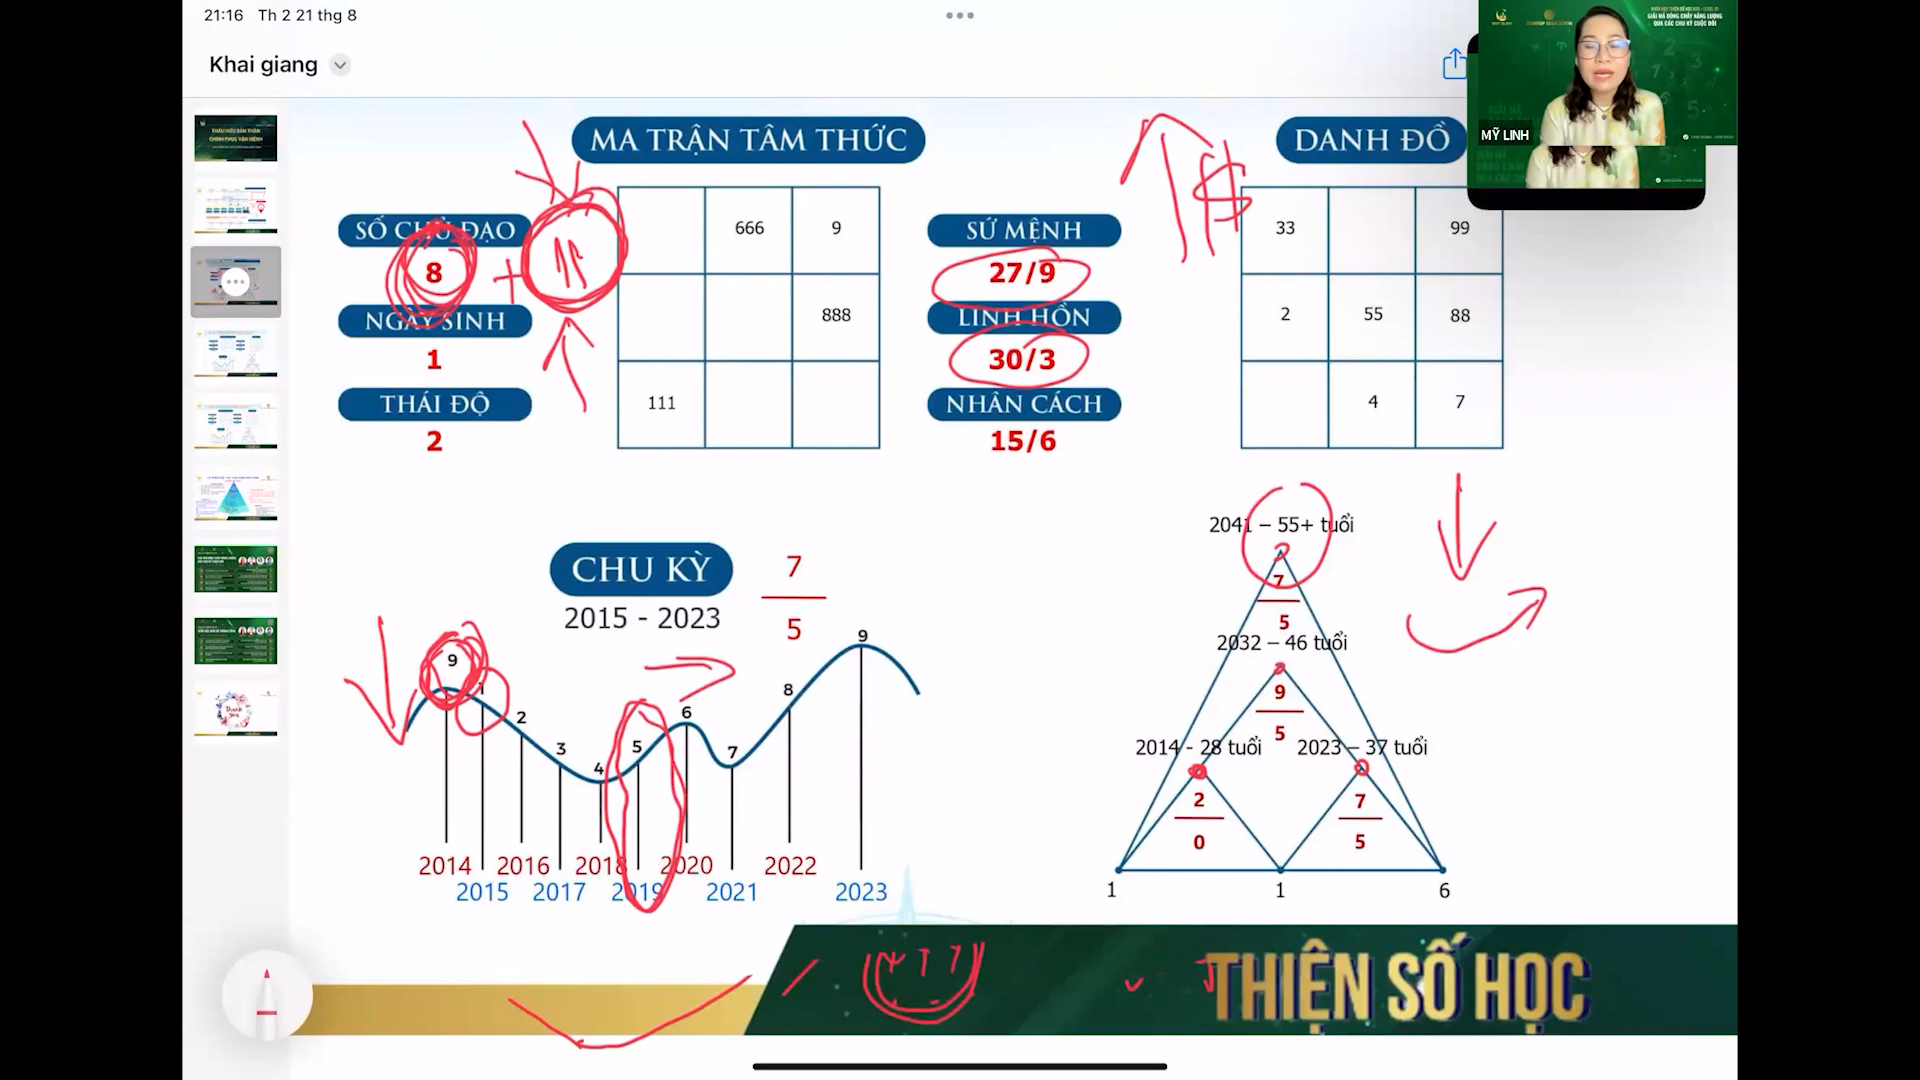 21:16 Th 2 21 thg 8
Khai giang
MỸ LINH
MA TRẬN TÂM THỨC
DANH ĐỒ
SỐ CHỦ ĐẠO
8
+ 11
NGÀY SINH
1
THÁI ĐỘ
2
666 9
888
111
SỨ MỆNH
27/9
LINH HỒN
30/3
NHÂN CÁCH
15/6
$
33 99
2 55 88
4 7
CHU KỲ
2015 - 2023
7
5
9 1 2 3 4 5 6 7 8 9
2014 2016 2018 2020 2022
2015 2017 2019 2021 2023
2041 – 55+ tuổi
7
5
2032 – 46 tuổi
9
5
2014 - 28 tuổi 2023 – 37 tuổi
2
0
7
5
1 1 6
THIỆN SỐ HỌC